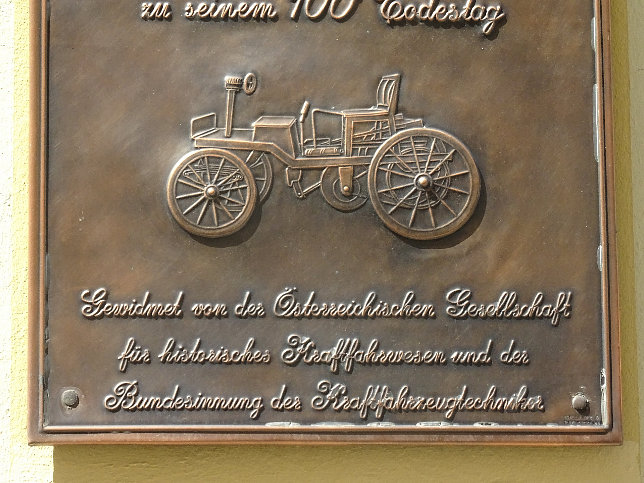 zu seinem 100 Todestag
Gewidmet von der Österreichischen Gesellschaft
für historisches Kraftfahrwesen und der
Bundesinnung der Kraftfahrzeugtechniker